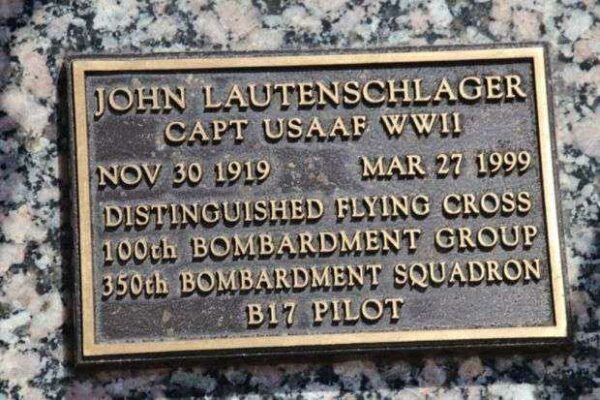 JOHN LAUTENSCHLAGER
CAPT USAAF WWII
NOV 30 1919 MAR 27 1999
DISTINGUISHED FLYING CROSS
100th BOMBARDMENT GROUP
350th BOMBARDMENT SQUADRON
B17 PILOT